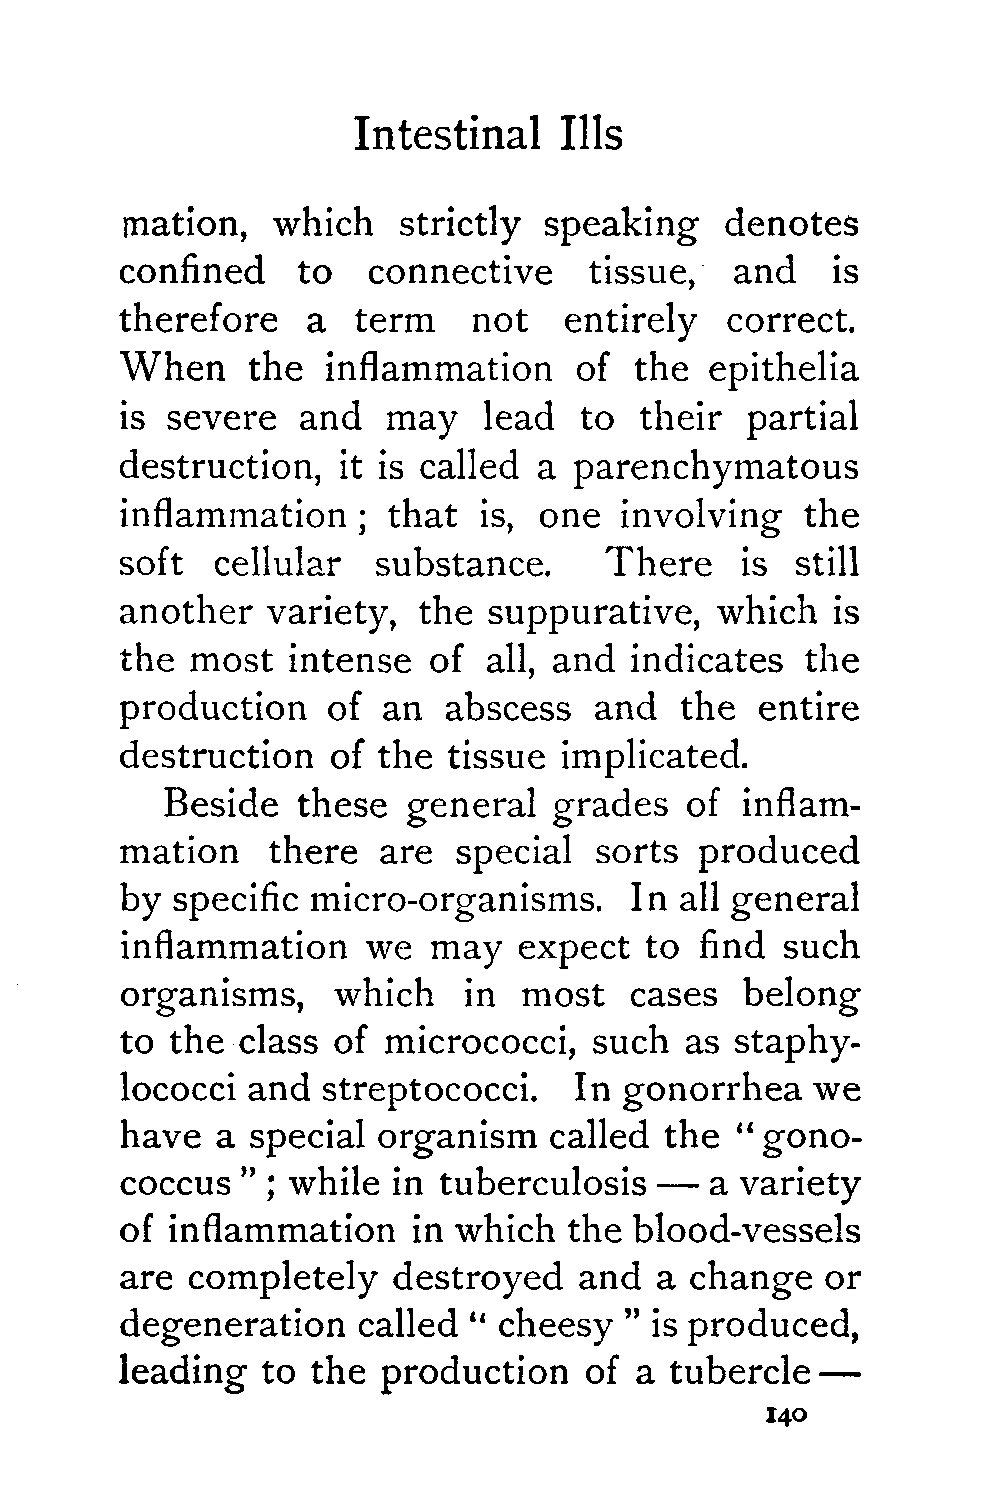 Intestinal Ills
mation, which strictly speaking denotes
confined to connective tissue, and is
therefore a term not entirely correct.
When the inflammation of the epithelia
is severe and may lead to their partial
destruction, it is called a parenchymatous
inflammation ; that is, one involving the
soft cellular substance. There is still
another variety, the suppurative, which is
the most intense of all, and indicates the
production of an abscess and the entire
destruction of the tissue implicated.
Beside these general grades of inflam-
mation there are special sorts produced
by specific micro-organisms. In all general
inflammation we may expect to find such
organisms, which in most cases belong
to the class of micrococci, such as staphy-
lococci and streptococci. In gonorrhea we
have a special organism called the “ gono-
coccus ” ; while in tuberculosis — a variety
of inflammation in which the blood-vessels
are completely destroyed and a change or
degeneration called “ cheesy ” is produced,
leading to the production of a tubercle —
140